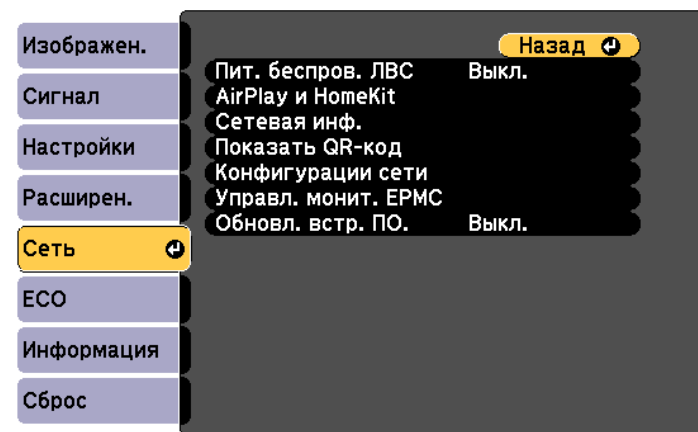 Изображен.
Сигнал
Настройки
Расширен.
Сеть
ECO
Информация
Сброс
Назад
Пит. беспров. ЛВС Выкл.
AirPlay и HomeKit
Сетевая инф.
Показать QR-код
Конфигурации сети
Управл. монит. EPMC
Обновл. встр. ПО. Выкл.